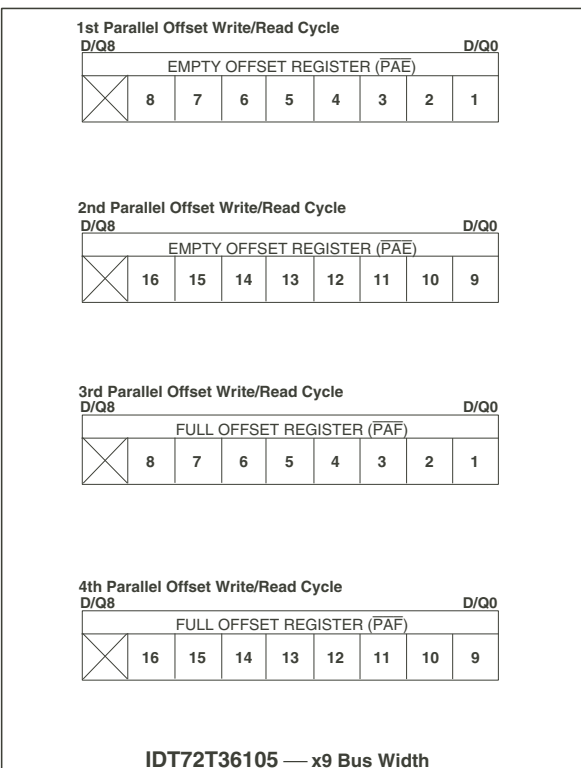 1st Parallel Offset Write/Read Cycle
D/Q8 D/Q0
EMPTY OFFSET REGISTER (PAE)
8 7 6 5 4 3 2 1
2nd Parallel Offset Write/Read Cycle
D/Q8 D/Q0
EMPTY OFFSET REGISTER (PAE)
16 15 14 13 12 11 10 9
3rd Parallel Offset Write/Read Cycle
D/Q8 D/Q0
FULL OFFSET REGISTER (PAF)
8 7 6 5 4 3 2 1
4th Parallel Offset Write/Read Cycle
D/Q8 D/Q0
FULL OFFSET REGISTER (PAF)
16 15 14 13 12 11 10 9
IDT72T36105 — x9 Bus Width